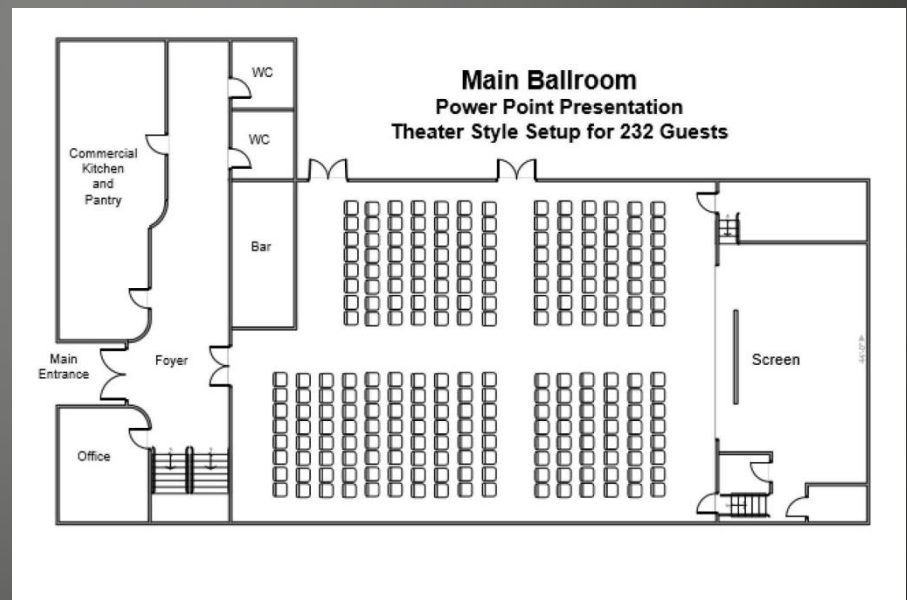 Main Ballroom
Power Point Presentation
Theater Style Setup for 232 Guests
WC
WC
Commercial
Kitchen
and
Pantry
Bar
Main
Entrance
Foyer
Screen
Office